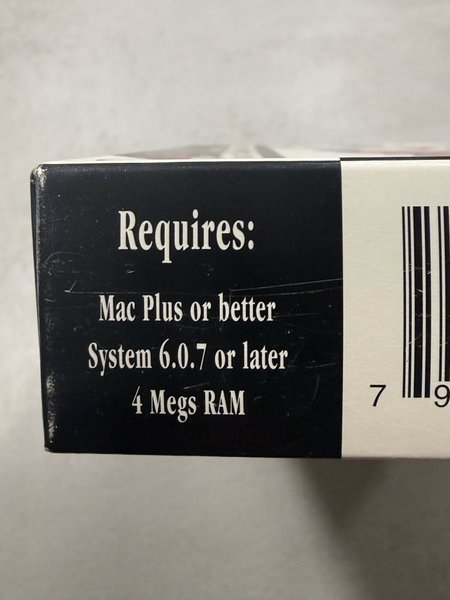 Requires:
Mac Plus or better
System 6.0.7 or later
4 Megs RAM
7 9